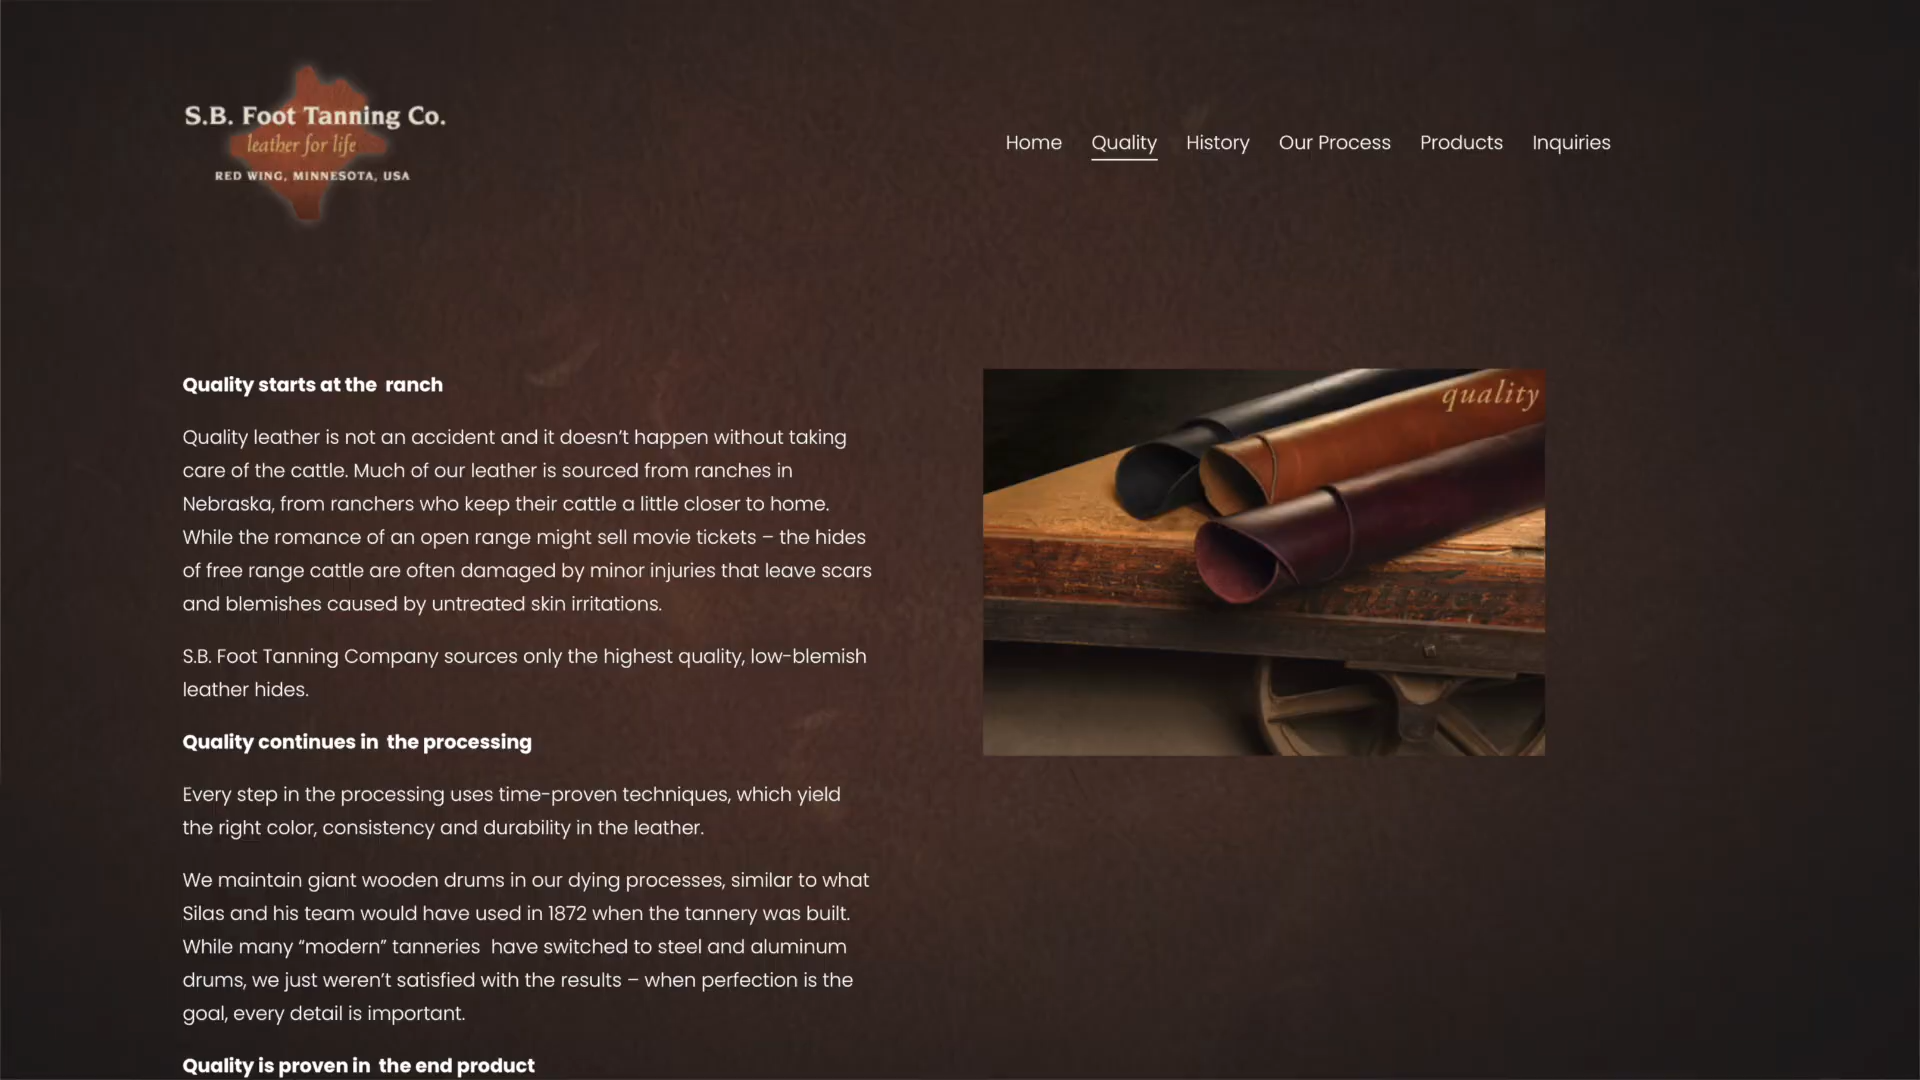 S.B. Foot Tanning Co.
leather for life
RED WING, MINNESOTA, USA
Home Quality History Our Process Products Inquiries
quality
Quality starts at the ranch
Quality leather is not an accident and it doesn’t happen without taking
care of the cattle. Much of our leather is sourced from ranches in
Nebraska, from ranchers who keep their cattle a little closer to home.
While the romance of an open range might sell movie tickets – the hides
of free range cattle are often damaged by minor injuries that leave scars
and blemishes caused by untreated skin irritations.
S.B. Foot Tanning Company sources only the highest quality, low-blemish
leather hides.
Quality continues in the processing
Every step in the processing uses time-proven techniques, which yield
the right color, consistency and durability in the leather.
We maintain giant wooden drums in our dying processes, similar to what
Silas and his team would have used in 1872 when the tannery was built.
While many “modern” tanneries have switched to steel and aluminum
drums, we just weren’t satisfied with the results – when perfection is the
goal, every detail is important.
Quality is proven in the end product